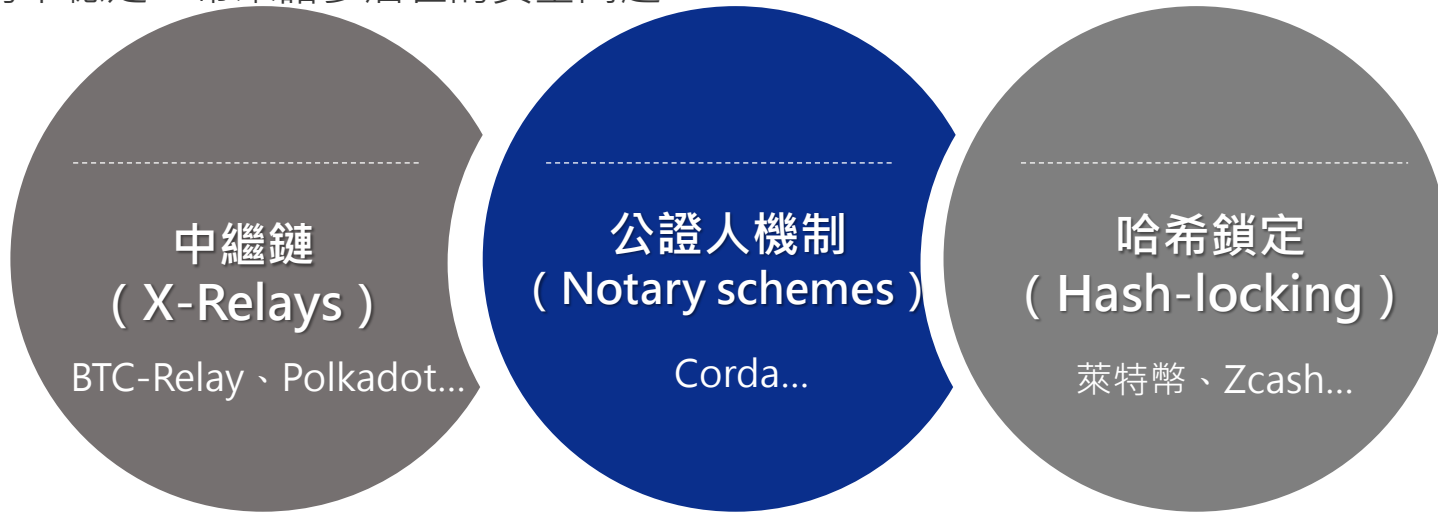 中繼鏈
（X-Relays）
BTC-Relay、Polkadot...
公證人機制
（Notary schemes）
Corda...
哈希鎖定
（Hash-locking）
萊特幣、Zcash...